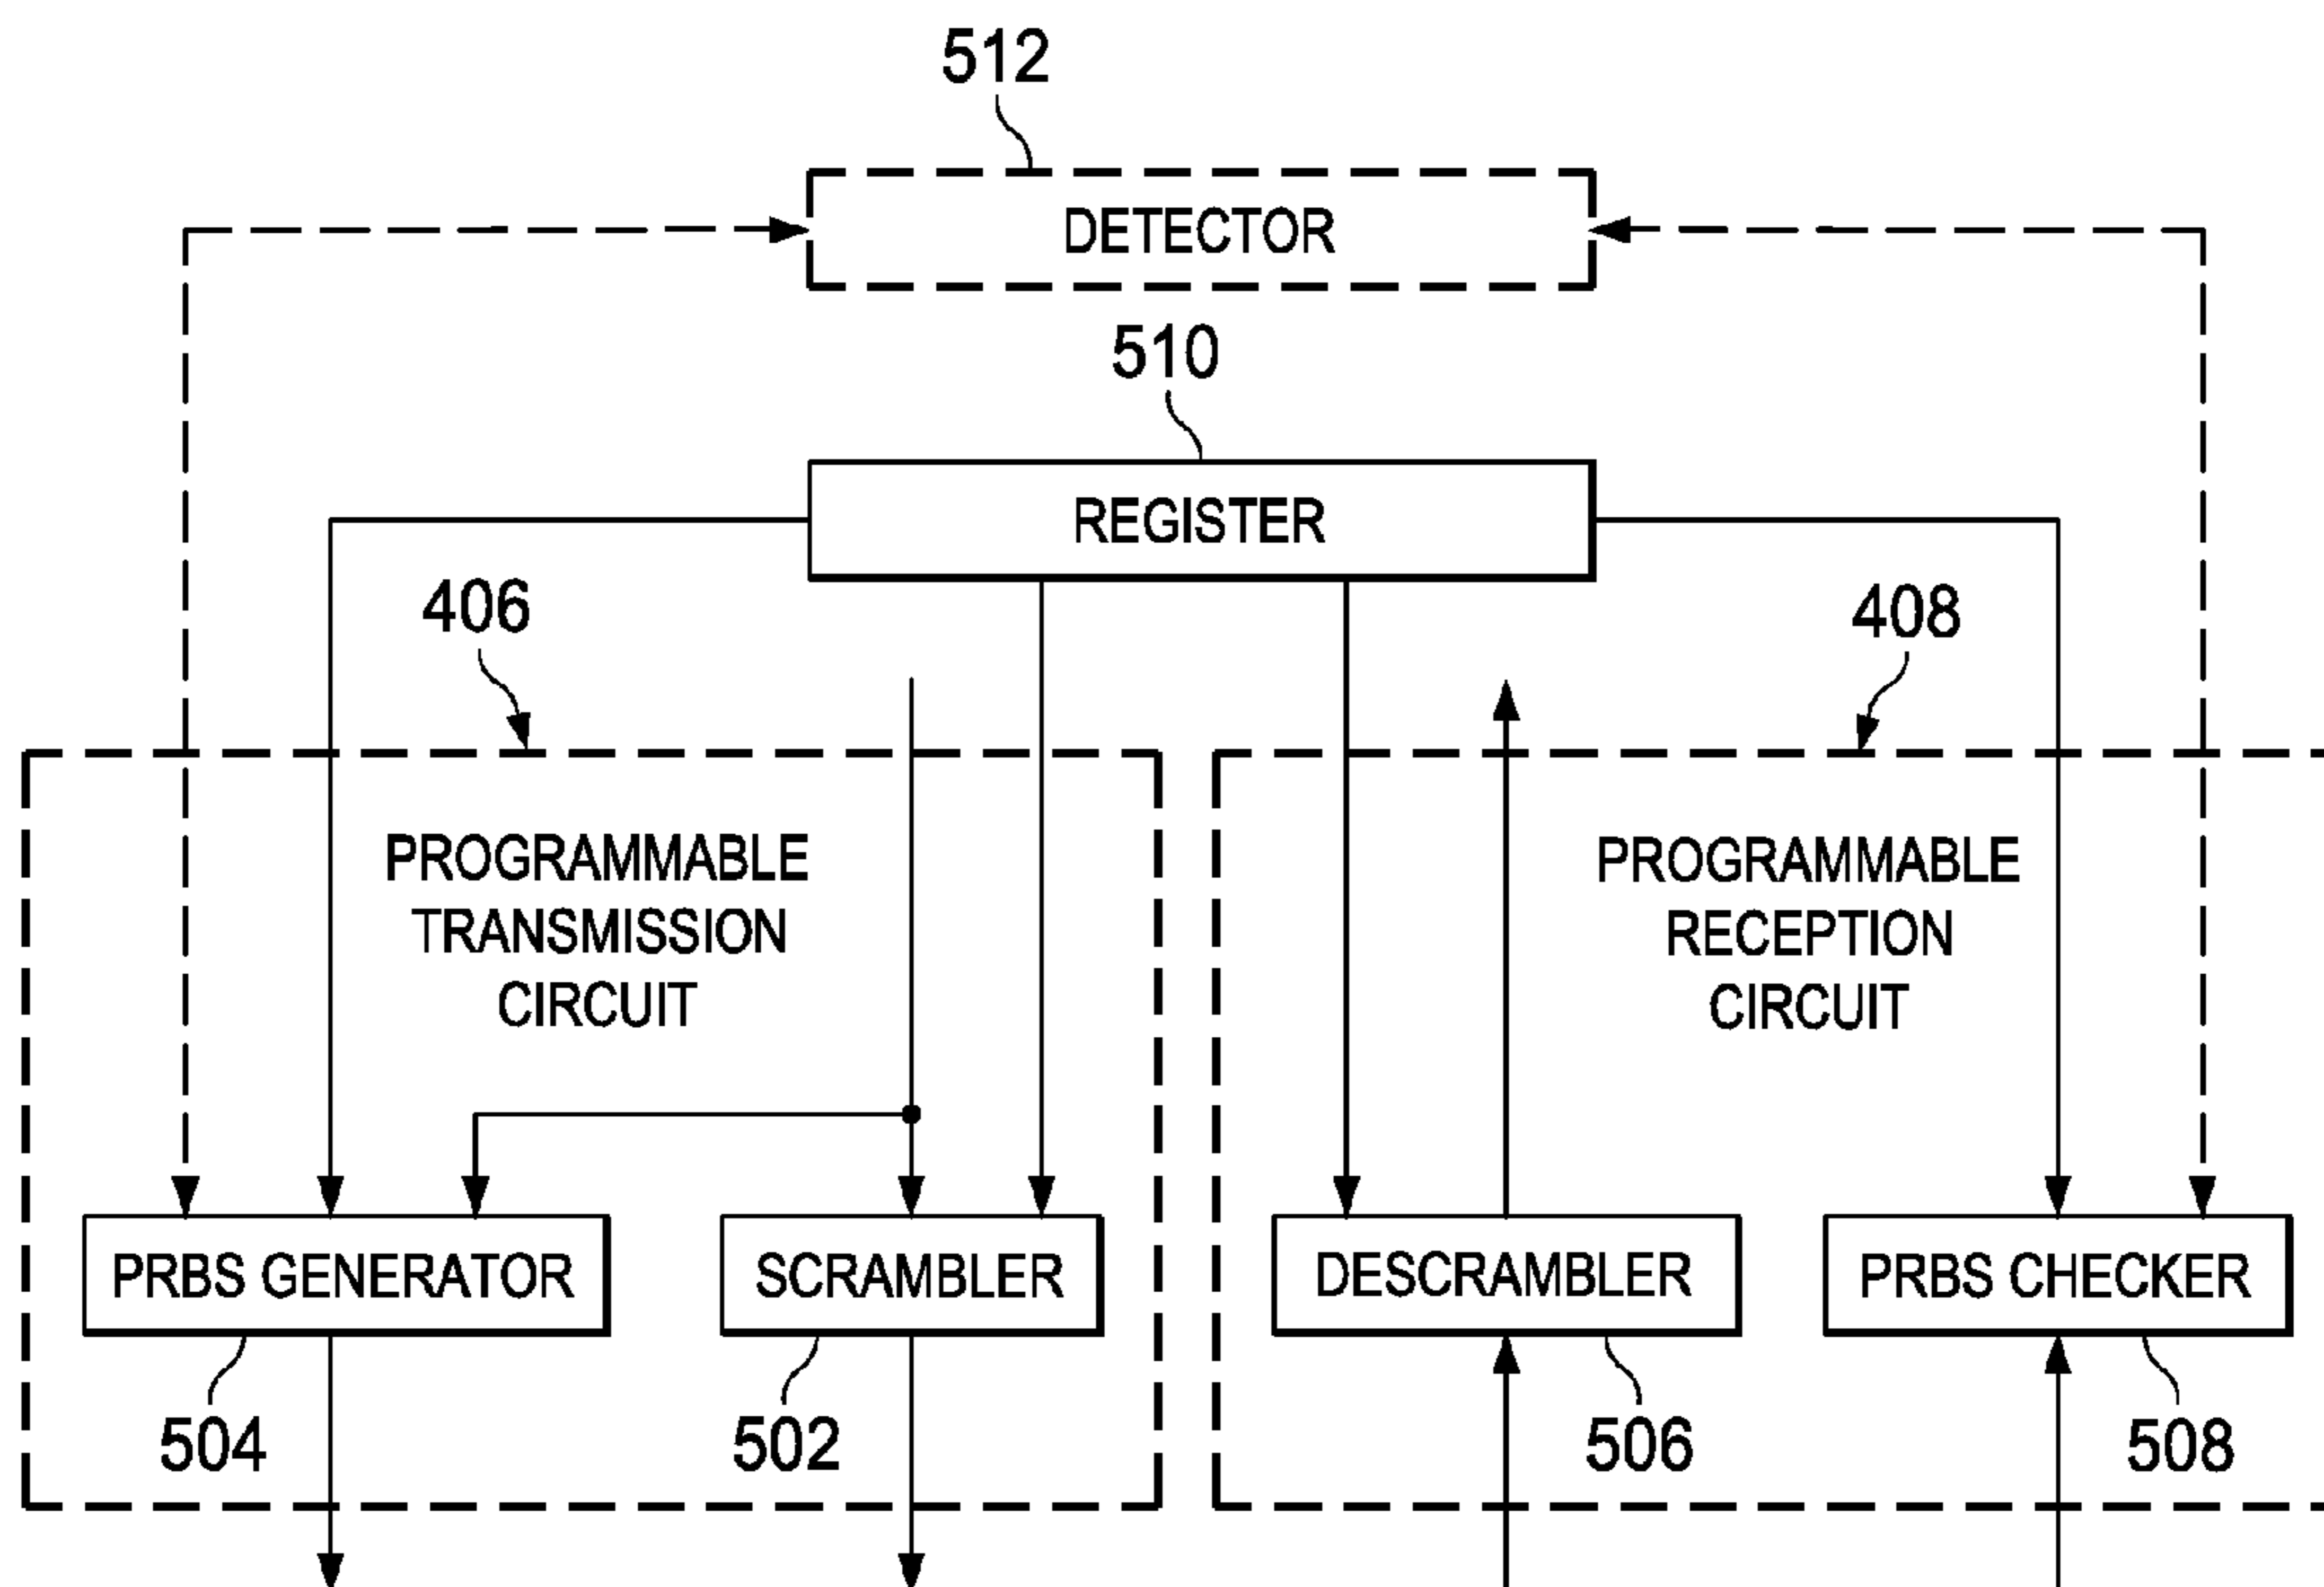 512
DETECTOR
510
REGISTER
406
408
PROGRAMMABLE
TRANSMISSION
CIRCUIT
PROGRAMMABLE
RECEPTION
CIRCUIT
PRBS GENERATOR
SCRAMBLER
DESCRAMBLER
PRBS CHECKER
504
502
506
508